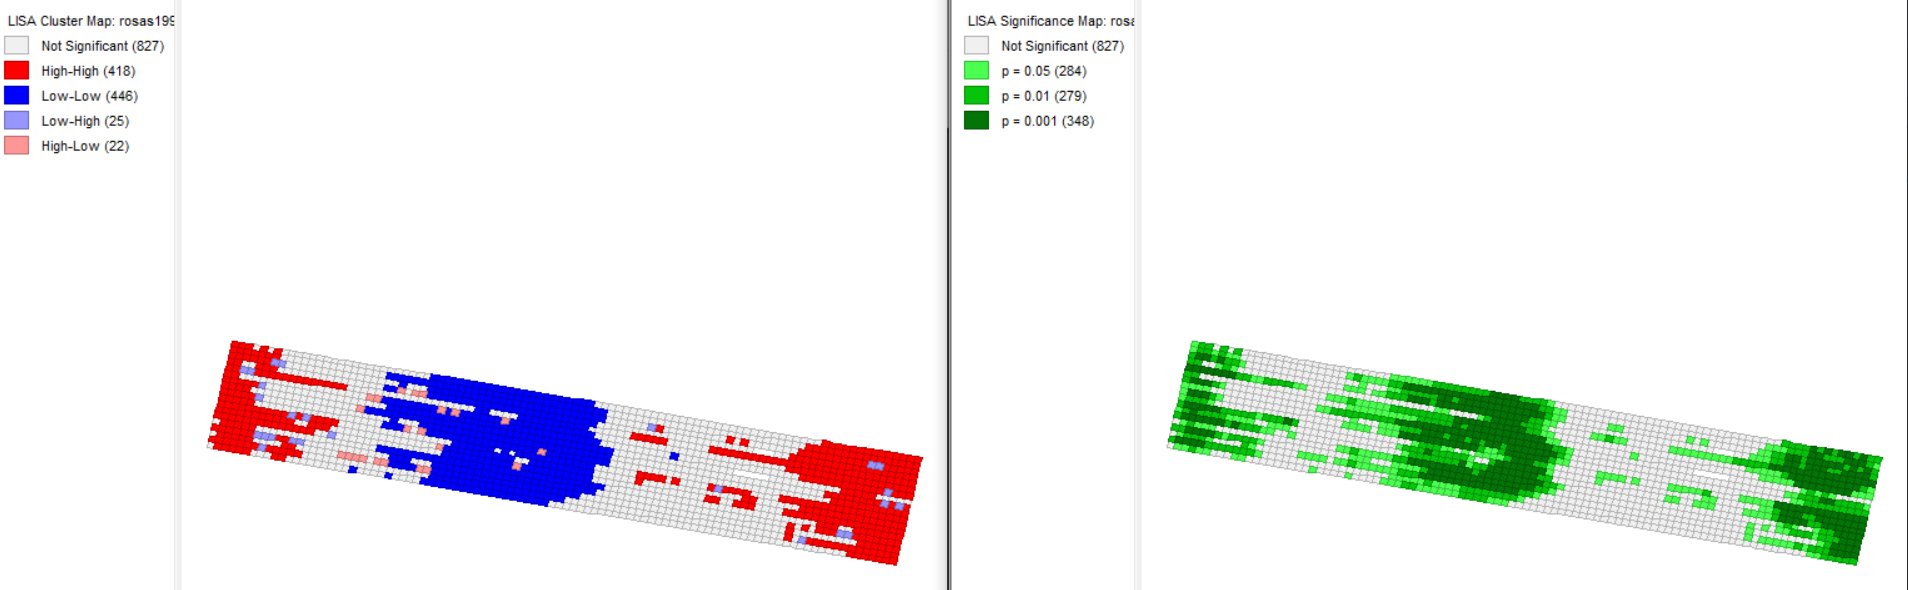 LISA Cluster Map: rosas199
Not Significant (827)
High-High (418)
Low-Low (446)
Low-High (25)
High-Low (22)
LISA Significance Map: rosa
Not Significant (827)
p = 0.05 (284)
p = 0.01 (279)
p = 0.001 (348)